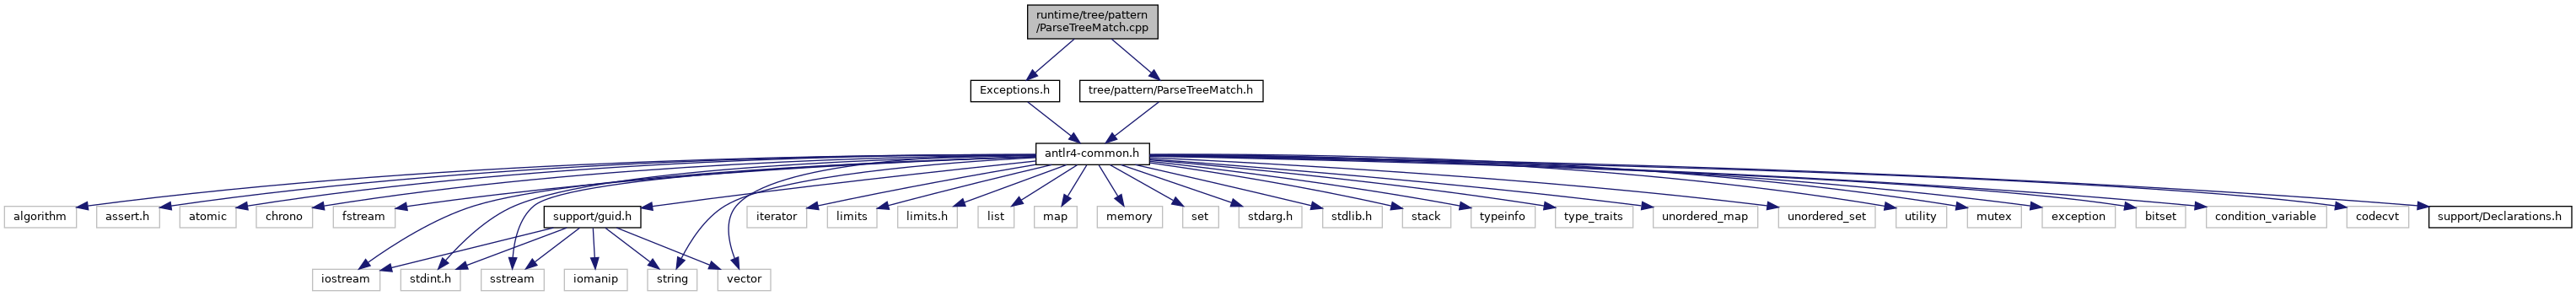 runtime/tree/pattern
/ParseTreeMatch.cpp
Exceptions.h
tree/pattern/ParseTreeMatch.h
antlr4-common.h
algorithm
assert.h
atomic
chrono
fstream
support/guid.h
iterator
limits
limits.h
list
map
memory
set
stdarg.h
stdlib.h
stack
typeinfo
type_traits
unordered_map
unordered_set
utility
mutex
exception
bitset
condition_variable
codecvt
support/Declarations.h
iostream
stdint.h
sstream
iomanip
string
vector